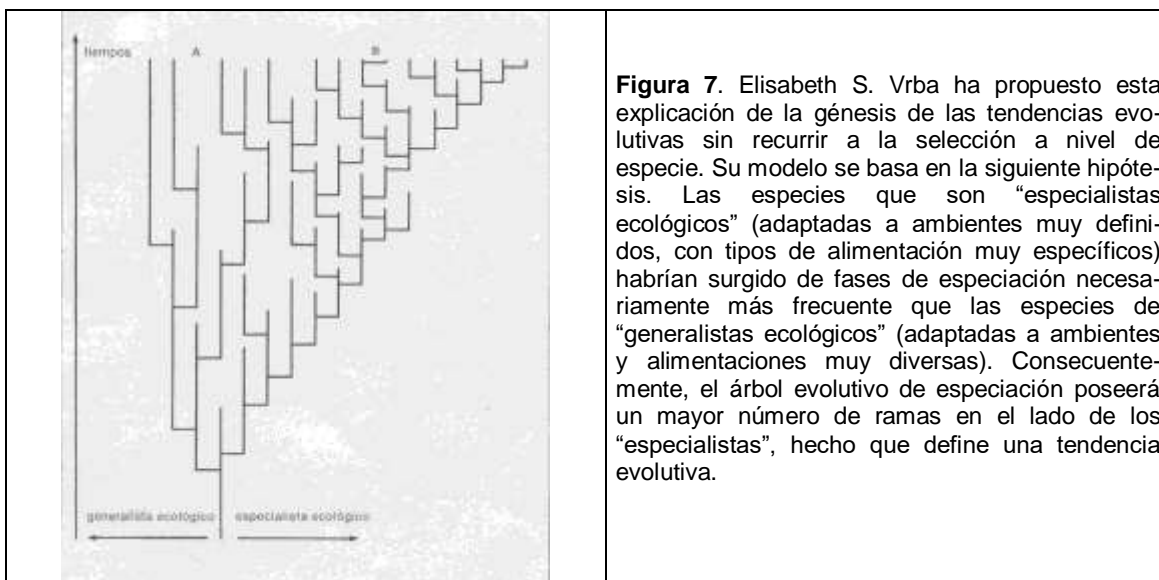 tiempos
A
B
generalista ecológico
especialista ecológico
Figura 7. Elisabeth S. Vrba ha propuesto esta
explicación de la génesis de las tendencias evo-
lutivas sin recurrir a la selección a nivel de
especie. Su modelo se basa en la siguiente hipóte-
sis. Las especies que son “especialistas
ecológicos” (adaptadas a ambientes muy defini-
dos, con tipos de alimentación muy específicos)
habrían surgido de fases de especiación necesa-
riamente más frecuente que las especies de
“generalistas ecológicos” (adaptadas a ambientes
y alimentaciones muy diversas). Consecuente-
mente, el árbol evolutivo de especiación poseerá
un mayor número de ramas en el lado de los
“especialistas”, hecho que define una tendencia
evolutiva.